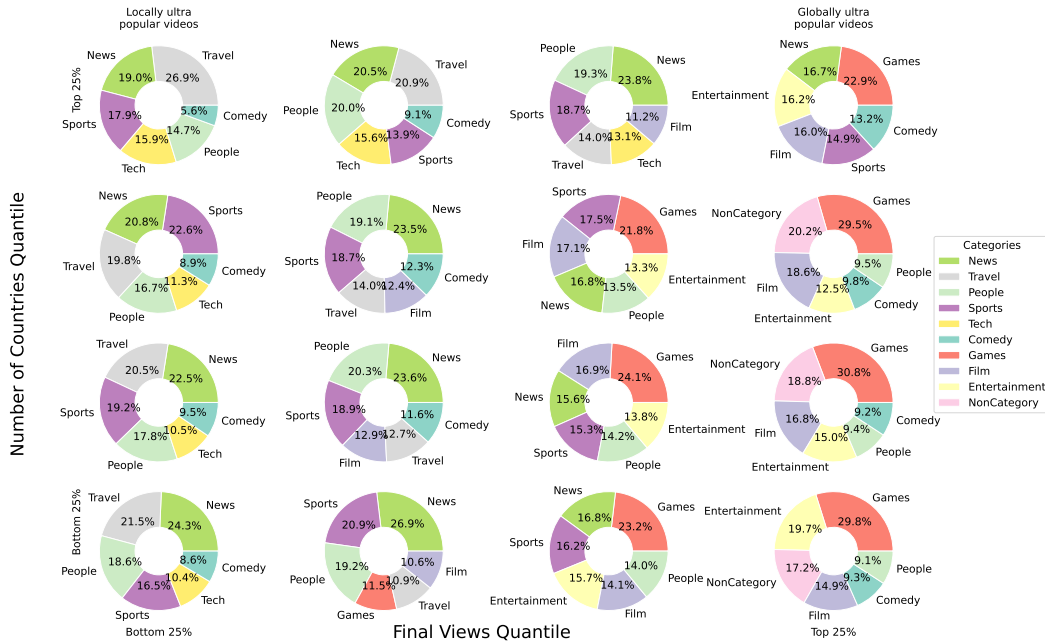 Locally ultra
popular videos
Globally ultra
popular videos
Number of Countries Quantile
Top 25%
News
19.0%
Travel
26.9%
Sports
17.9%
5.6%
Comedy
15.9%
14.7%
Tech
People
News
20.5%
Travel
20.9%
People
20.0%
9.1%
Comedy
15.6%
13.9%
Tech
Sports
People
19.3%
News
23.8%
Sports
18.7%
11.2%
Film
14.0%
13.1%
Travel
Tech
News
16.7%
Games
22.9%
Entertainment
16.2%
13.2%
Comedy
16.0%
14.9%
Film
Sports
News
20.8%
Sports
22.6%
Travel
19.8%
8.9%
Comedy
16.7%
11.3%
People
Tech
People
19.1%
News
23.5%
Sports
18.7%
12.3%
Comedy
14.0%
12.4%
Travel
Film
Sports
17.5%
Games
21.8%
Film
17.1%
13.3%
Entertainment
16.8%
13.5%
News
People
NonCategory
20.2%
Games
29.5%
Film
18.6%
9.5%
People
12.5%
9.8%
Comedy
Entertainment
Travel
20.5%
News
22.5%
Sports
19.2%
9.5%
Comedy
17.8%
10.5%
Tech
People
People
20.3%
News
23.6%
Sports
18.9%
11.6%
Comedy
12.9%
12.7%
Film
Travel
Film
16.9%
Games
24.1%
News
15.6%
13.8%
Entertainment
15.3%
14.2%
Sports
People
NonCategory
18.8%
Games
30.8%
Film
16.8%
9.2%
Comedy
15.0%
9.4%
People
Entertainment
Bottom 25%
Travel
21.5%
News
24.3%
People
18.6%
8.6%
Comedy
16.5%
10.4%
Tech
Sports
Sports
20.9%
News
26.9%
People
19.2%
10.6%
Film
11.5%
10.9%
Games
Travel
News
16.8%
Games
23.2%
Sports
16.2%
14.0%
People
15.7%
14.1%
Entertainment
Film
Entertainment
19.7%
Games
29.8%
NonCategory
17.2%
9.1%
People
14.9%
9.3%
Comedy
Film
Bottom 25%
Final Views Quantile
Top 25%
Categories
News
Travel
People
Sports
Tech
Comedy
Games
Film
Entertainment
NonCategory